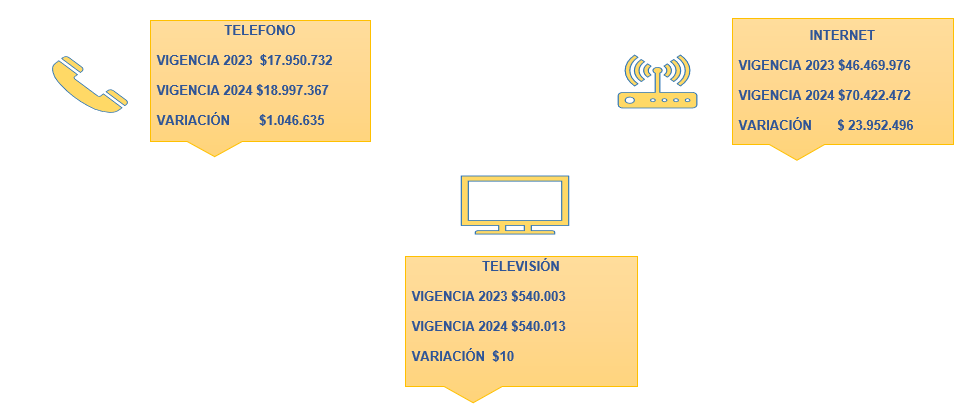 TELEFONO
VIGENCIA 2023 $17.950.732
VIGENCIA 2024 $18.997.367
VARIACIÓN $1.046.635
INTERNET
VIGENCIA 2023 $46.469.976
VIGENCIA 2024 $70.422.472
VARIACIÓN $ 23.952.496
TELEVISIÓN
VIGENCIA 2023 $540.003
VIGENCIA 2024 $540.013
VARIACIÓN $10